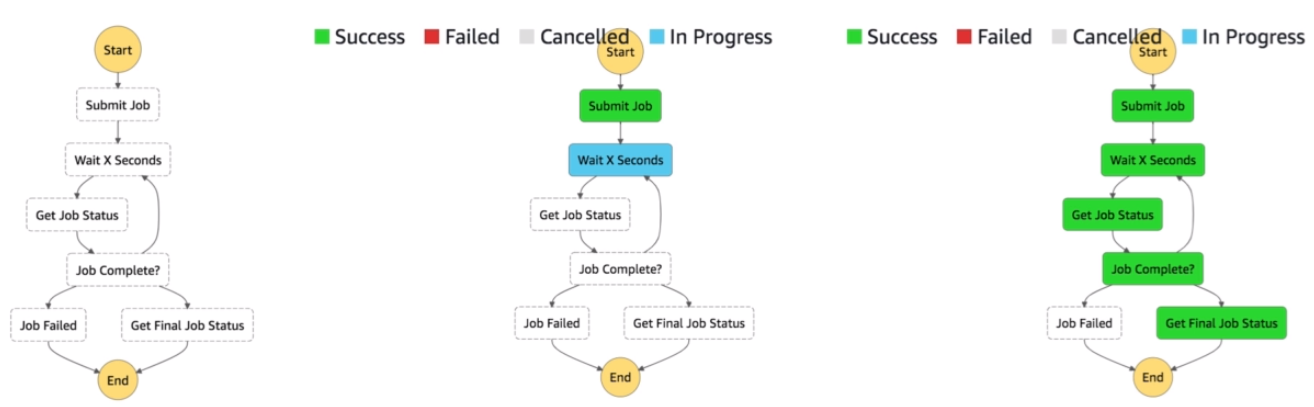 Start
Submit Job
Wait X Seconds
Get Job Status
Job Complete?
Job Failed
Get Final Job Status
End
Success
Failed
Cancelled
In Progress
Start
Submit Job
Wait X Seconds
Get Job Status
Job Complete?
Job Failed
Get Final Job Status
End
Success
Failed
Cancelled
In Progress
Start
Submit Job
Wait X Seconds
Get Job Status
Job Complete?
Job Failed
Get Final Job Status
End